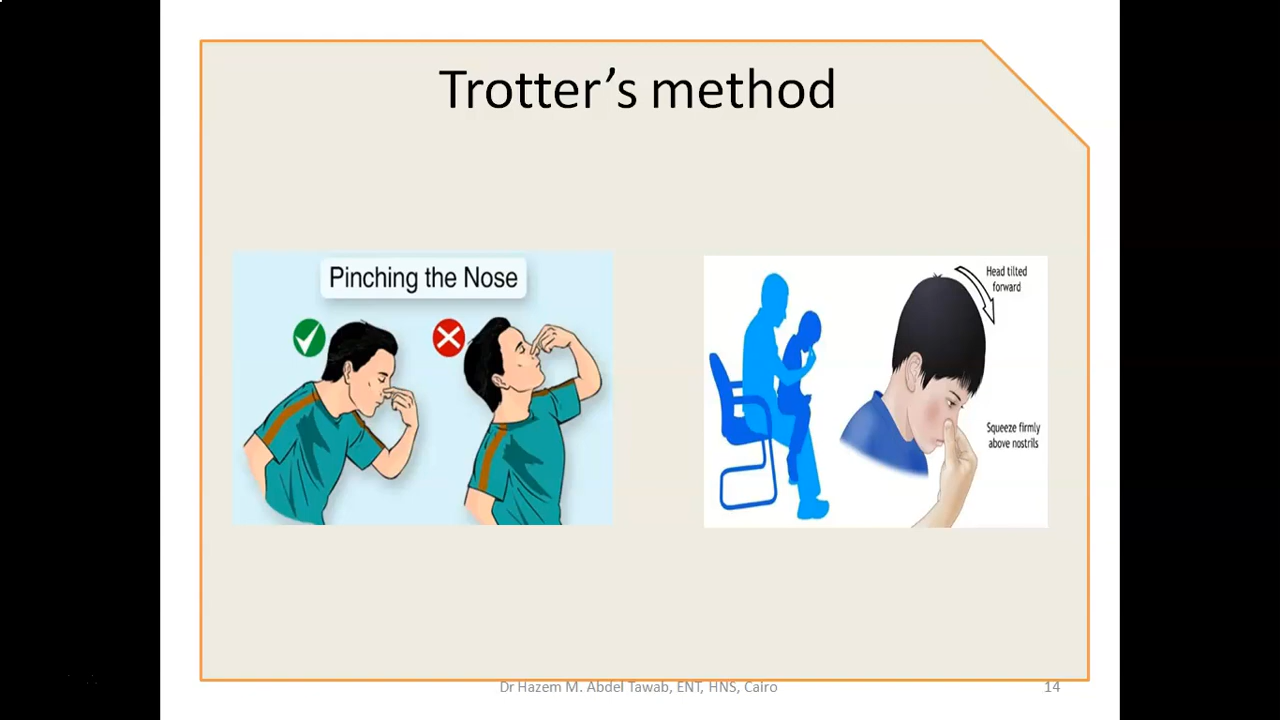 Trotter’s method
Pinching the Nose
Head tilted
forward
Squeeze firmly
above nostrils
Dr Hazem M. Abdel Tawab, ENT, HNS, Cairo
14